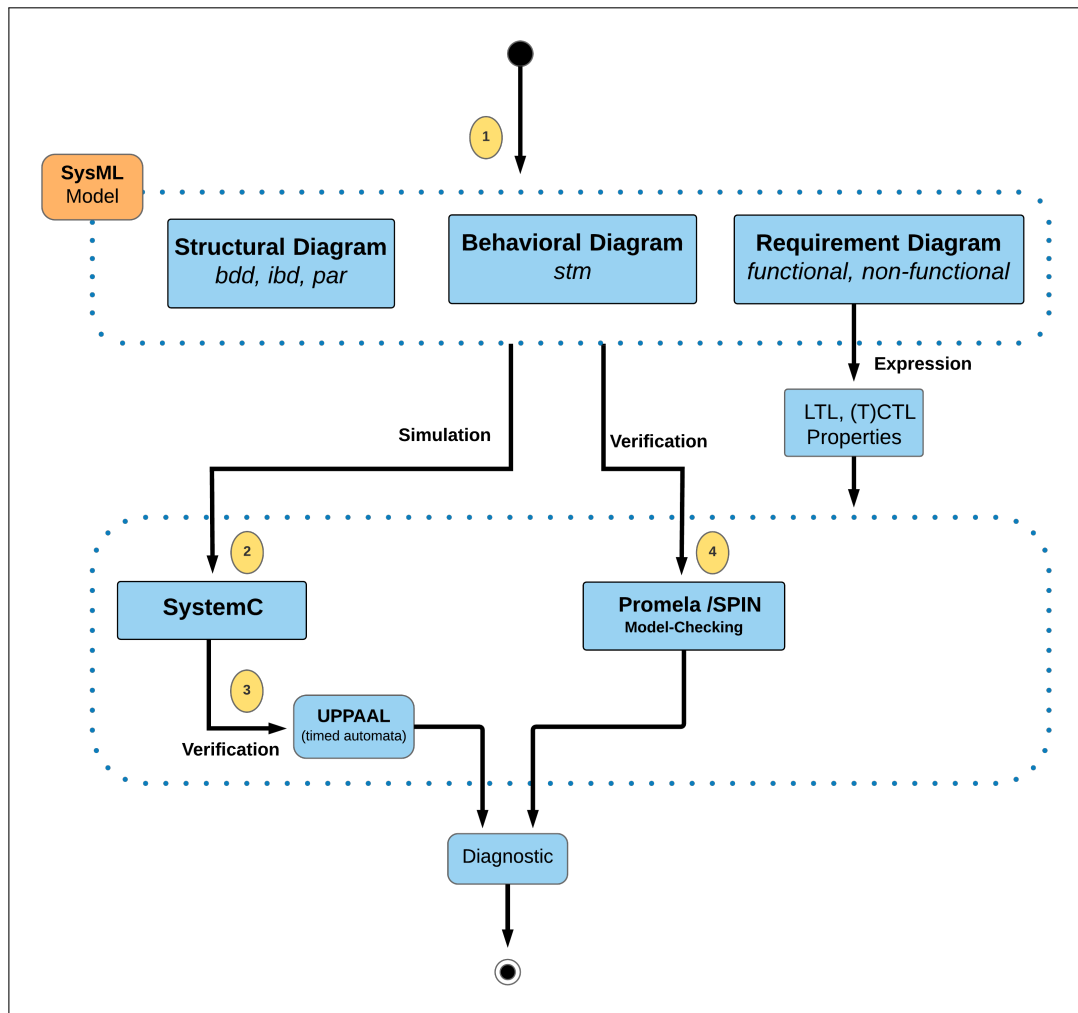 1
SysML
Model
Structural Diagram
bdd, ibd, par
Behavioral Diagram
stm
Requirement Diagram
functional, non-functional
Expression
LTL, (T)CTL
Properties
Simulation
Verification
2
4
SystemC
Promela /SPIN
Model-Checking
3
UPPAAL
(timed automata)
Verification
Diagnostic